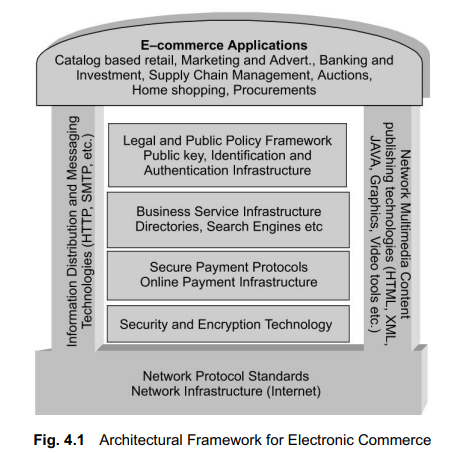 E–commerce Applications
Catalog based retail, Marketing and Advert., Banking and
Investment, Supply Chain Management, Auctions,
Home shopping, Procurements
Information Distribution and Messaging
Technologies (HTTP, SMTP, etc.)
Legal and Public Policy Framework
Public key, Identification and
Authentication Infrastructure
Business Service Infrastructure
Directories, Search Engines etc
Secure Payment Protocols
Online Payment Infrastructure
Security and Encryption Technology
Network Multimedia Content
publishing technologies (HTML, XML,
JAVA, Graphics, Video tools etc.)
Network Protocol Standards
Network Infrastructure (Internet)
Fig. 4.1 Architectural Framework for Electronic Commerce